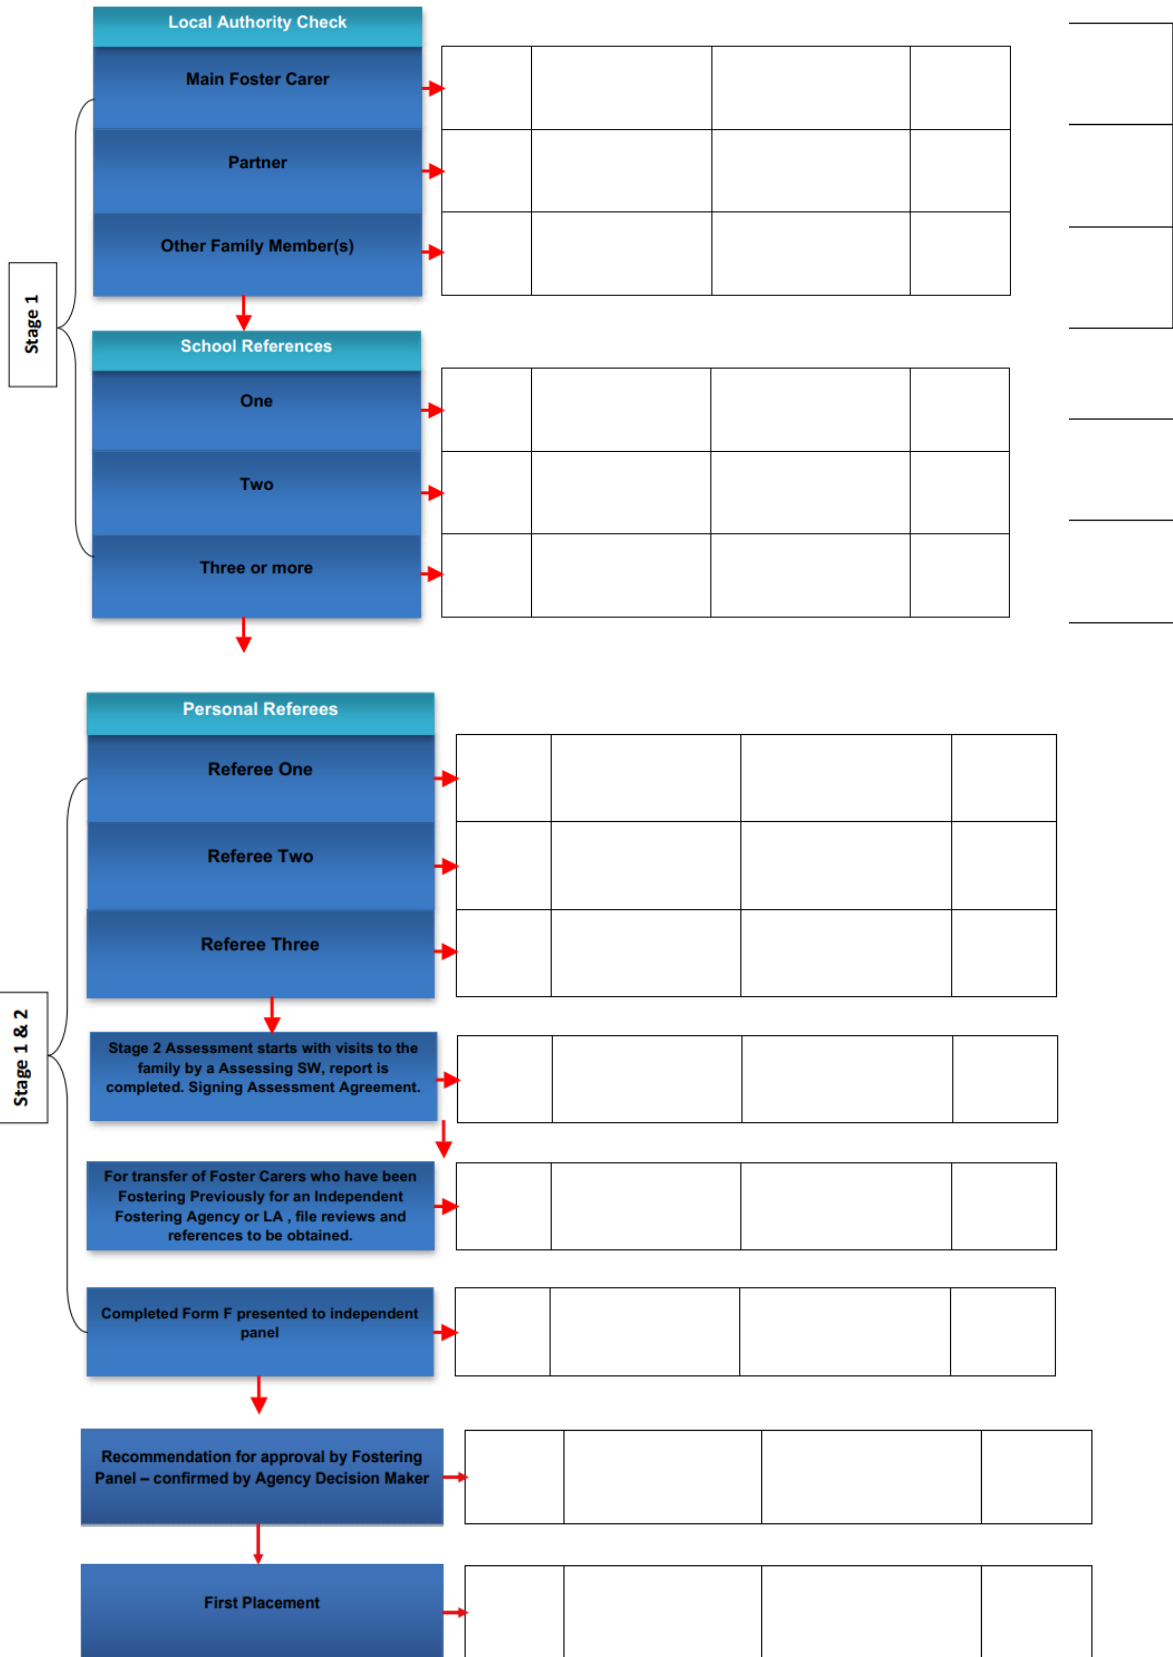 Local Authority Check
Main Foster Carer
Partner
Other Family Member(s)
Stage 1
School References
One
Two
Three or more
Personal Referees
Referee One
Referee Two
Referee Three
Stage 1 & 2
Stage 2 Assessment starts with visits to the
family by a Assessing SW, report is
completed. Signing Assessment Agreement.
For transfer of Foster Carers who have been
Fostering Previously for an Independent
Fostering Agency or LA , file reviews and
references to be obtained.
Completed Form F presented to independent
panel
Recommendation for approval by Fostering
Panel – confirmed by Agency Decision Maker
First Placement